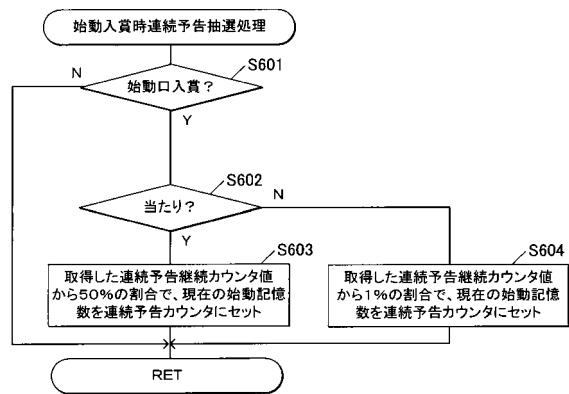 始動入賞時連続予告抽選処理
N
S601
始動口入賞？
Y
S602
N
当たり？
Y
S603
S604
取得した連続予告継続カウンタ値
から50％の割合で、現在の始動記憶
数を連続予告カウンタにセット
取得した連続予告継続カウンタ値
から1％の割合で、現在の始動記憶
数を連続予告カウンタにセット
RET